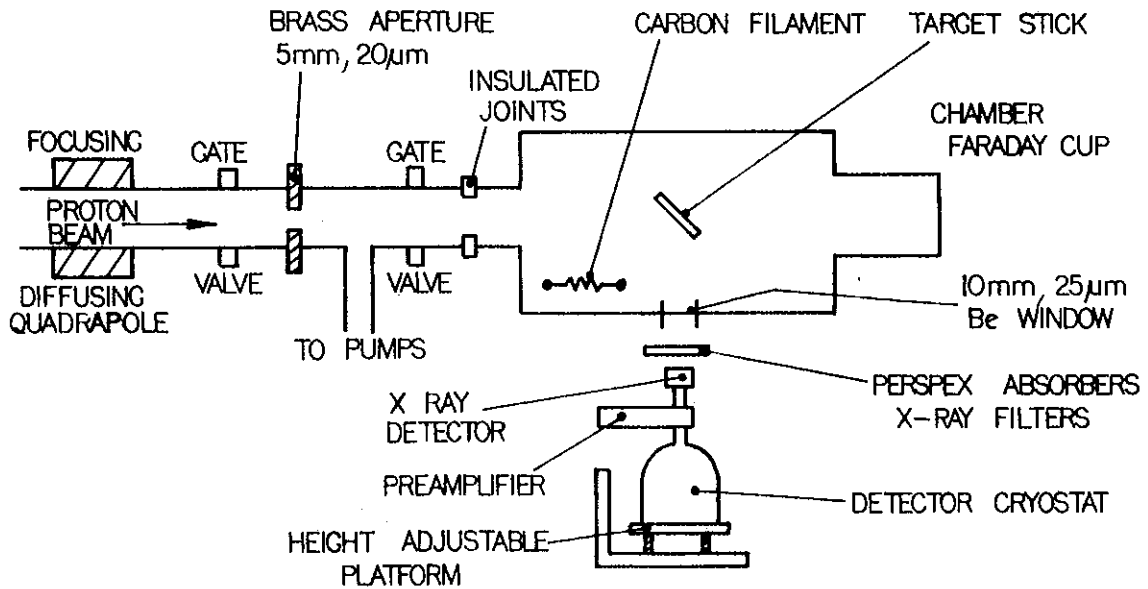 BRASS APERTURE
5mm, 20µm
CARBON FILAMENT
TARGET STICK
INSULATED
JOINTS
CHAMBER
FARADAY CUP
FOCUSING
GATE
GATE
PROTON
BEAM
DIFFUSING
QUADRAPOLE
VALVE
VALVE
TO PUMPS
10mm, 25µm
Be WINDOW
X RAY
DETECTOR
PERSPEX ABSORBERS
X-RAY FILTERS
PREAMPLIFIER
DETECTOR CRYOSTAT
HEIGHT ADJUSTABLE
PLATFORM